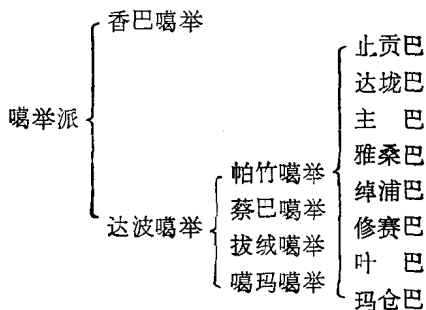 香巴噶举
噶举派
达波噶举
帕竹噶举
蔡巴噶举
拔绒噶举
噶玛噶举
止贡巴
达垅巴
主 巴
雅桑巴
绰浦巴
修赛巴
叶 巴
玛仓巴